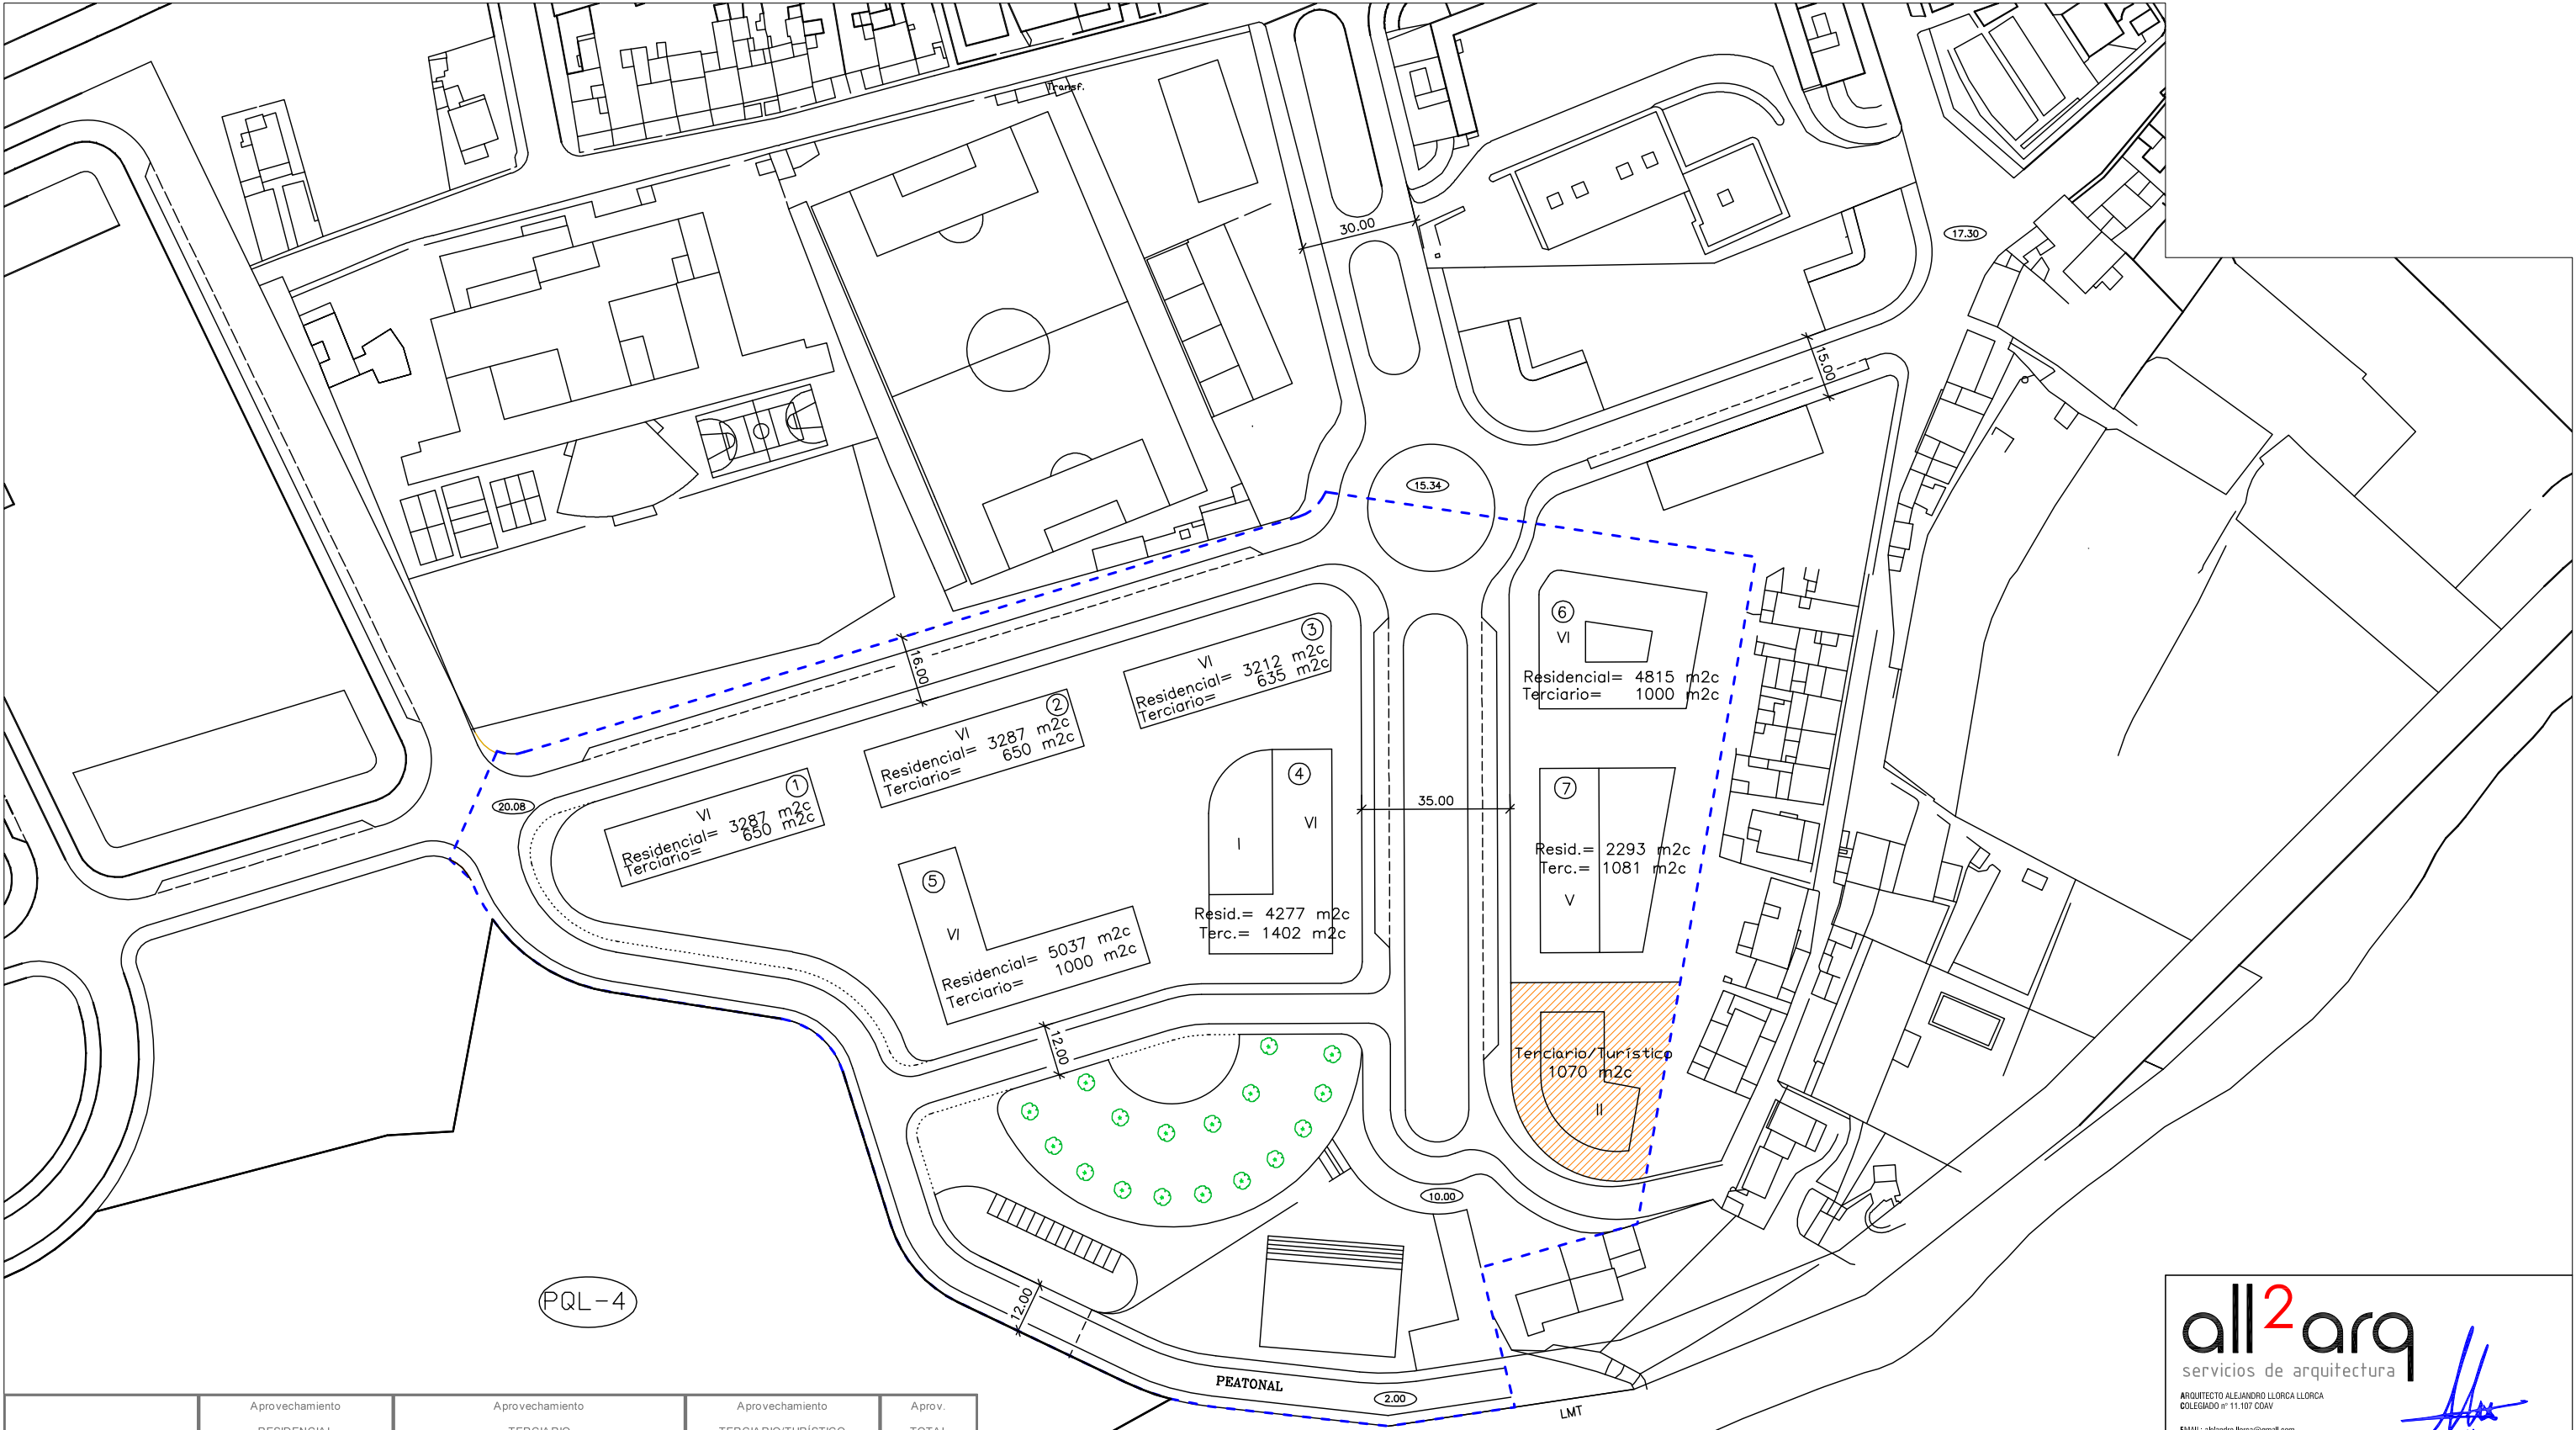 Transf.
30.00
17.30
15.00
15.34
16.00
3
VI
Residencial= 3212 m2c
Terciario= 635 m2c
6
VI
Residencial= 4815 m2c
Terciario= 1000 m2c
2
VI
Residencial= 3287 m2c
Terciario= 650 m2c
20.08
1
VI
Residencial= 3287 m2c
Terciario= 650 m2c
4
I
VI
Resid.= 4277 m2c
Terc.= 1402 m2c
35.00
7
Resid.= 2293 m2c
Terc.= 1081 m2c
V
5
VI
Residencial= 5037 m2c
Terciario= 1000 m2c
12.00
Terciario/Turístico
1070 m2c
II
10.00
PQL-4
12.00
PEATONAL
2.00
LMT
all2arq
servicios de arquitectura
ARQUITECTO ALEJANDRO LLORCA LLORCA
COLEGIADO nº 11.107 COAV
Aprovechamiento
RESIDENCIAL
Aprovechamiento
TERCIARIO
Aprovechamiento
TERCIARIO/TURÍSTICO
Aprov.
TOTAL